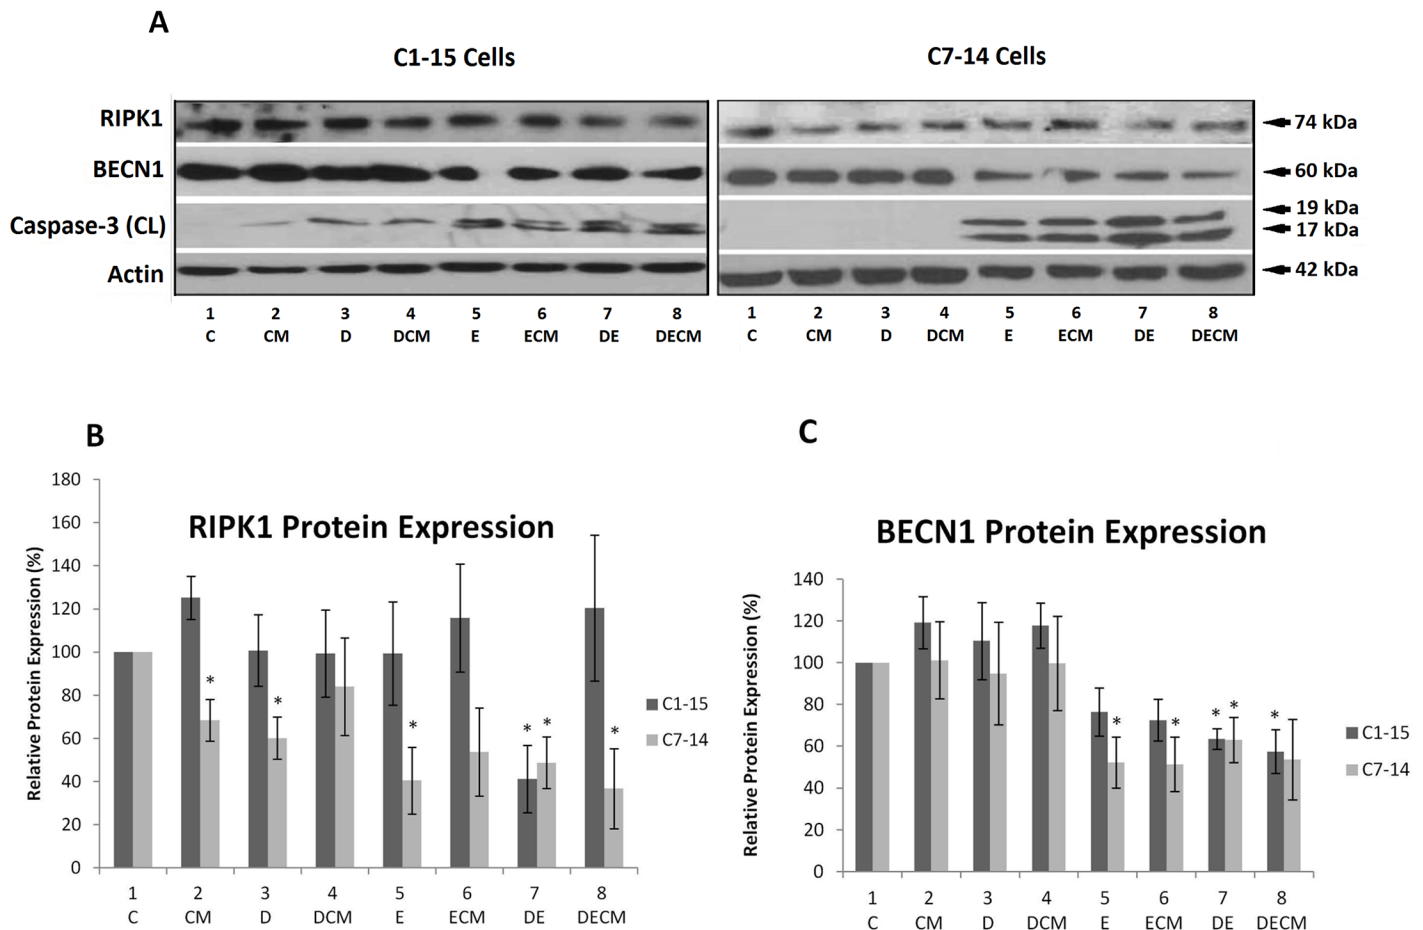 A
C1-15 Cells
C7-14 Cells
RIPK1
74 kDa
BECN1
60 kDa
Caspase-3 (CL)
19 kDa
17 kDa
Actin
42 kDa
1 2 3 4 5 6 7 8
C CM D DCM E ECM DE DECM
1 2 3 4 5 6 7 8
C CM D DCM E ECM DE DECM
B
RIPK1 Protein Expression
Relative Protein Expression (%)
180
160
140
120
100
80
60
40
20
0
* * * * * *
C1-15
C7-14
1 2 3 4 5 6 7 8
C CM D DCM E ECM DE DECM
C
BECN1 Protein Expression
Relative Protein Expression (%)
140
120
100
80
60
40
20
0
* * * * *
C1-15
C7-14
1 2 3 4 5 6 7 8
C CM D DCM E ECM DE DECM